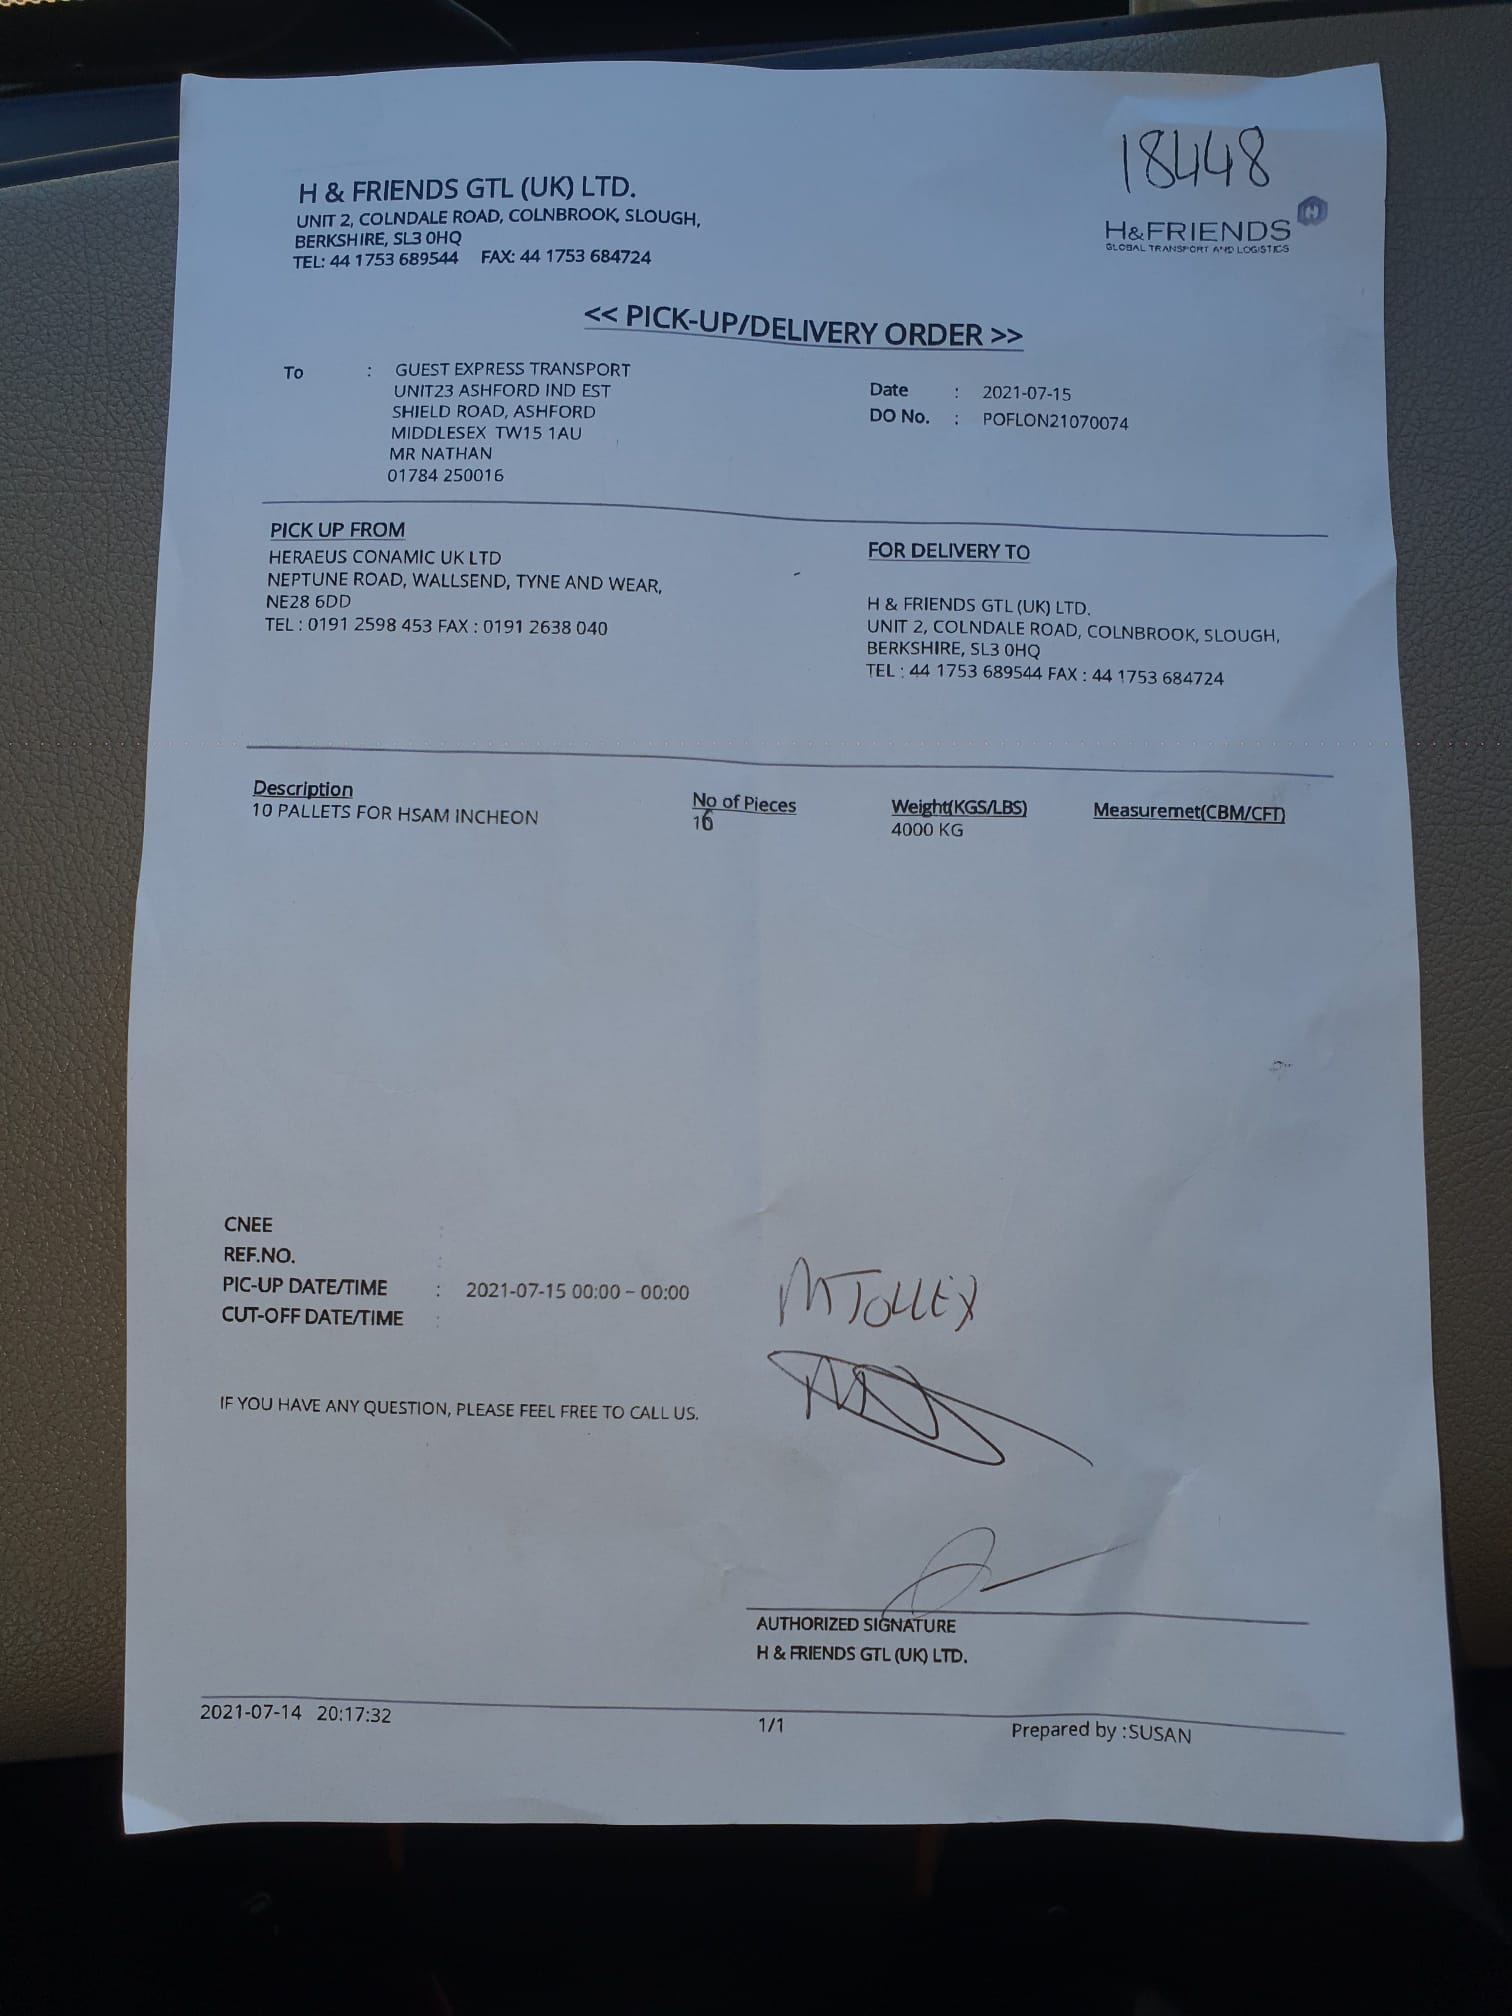 18448
H & FRIENDS GTL (UK) LTD.
UNIT 2, COLNDALE ROAD, COLNBROOK, SLOUGH,
BERKSHIRE, SL3 0HQ
TEL: 44 1753 689544 FAX: 44 1753 684724
H&FRIENDS
GLOBAL TRANSPORT AND LOGISTICS
<< PICK-UP/DELIVERY ORDER >>
To : GUEST EXPRESS TRANSPORT
UNIT23 ASHFORD IND EST
SHIELD ROAD, ASHFORD
MIDDLESEX TW15 1AU
MR NATHAN
01784 250016
Date : 2021-07-15
DO No. : POFLON21070074
PICK UP FROM
HERAEUS CONAMIC UK LTD
NEPTUNE ROAD, WALLSEND, TYNE AND WEAR,
NE28 6DD
TEL : 0191 2598 453 FAX : 0191 2638 040
FOR DELIVERY TO
H & FRIENDS GTL (UK) LTD.
UNIT 2, COLNDALE ROAD, COLNBROOK, SLOUGH,
BERKSHIRE, SL3 0HQ
TEL : 44 1753 689544 FAX : 44 1753 684724
Description No of Pieces Weight(KGS/LBS) Measuremet(CBM/CFT)
10 PALLETS FOR HSAM INCHEON 16 4000 KG
CNEE :
REF.NO. :
PIC-UP DATE/TIME : 2021-07-15 00:00 – 00:00
CUT-OFF DATE/TIME :
IF YOU HAVE ANY QUESTION, PLEASE FEEL FREE TO CALL US.
AUTHORIZED SIGNATURE
H & FRIENDS GTL (UK) LTD.
2021-07-14 20:17:32 1/1 Prepared by :SUSAN